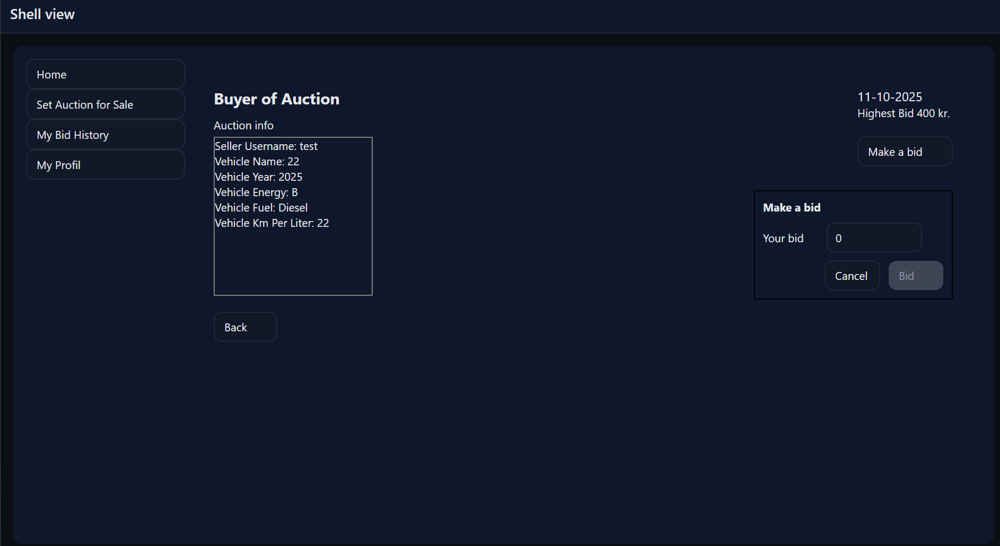 Shell view
Home
Set Auction for Sale
My Bid History
My Profil
Buyer of Auction
Auction info
Seller Username: test
Vehicle Name: 22
Vehicle Year: 2025
Vehicle Energy: B
Vehicle Fuel: Diesel
Vehicle Km Per Liter: 22
Back
11-10-2025
Highest Bid 400 kr.
Make a bid
Make a bid
Your bid 0
Cancel Bid